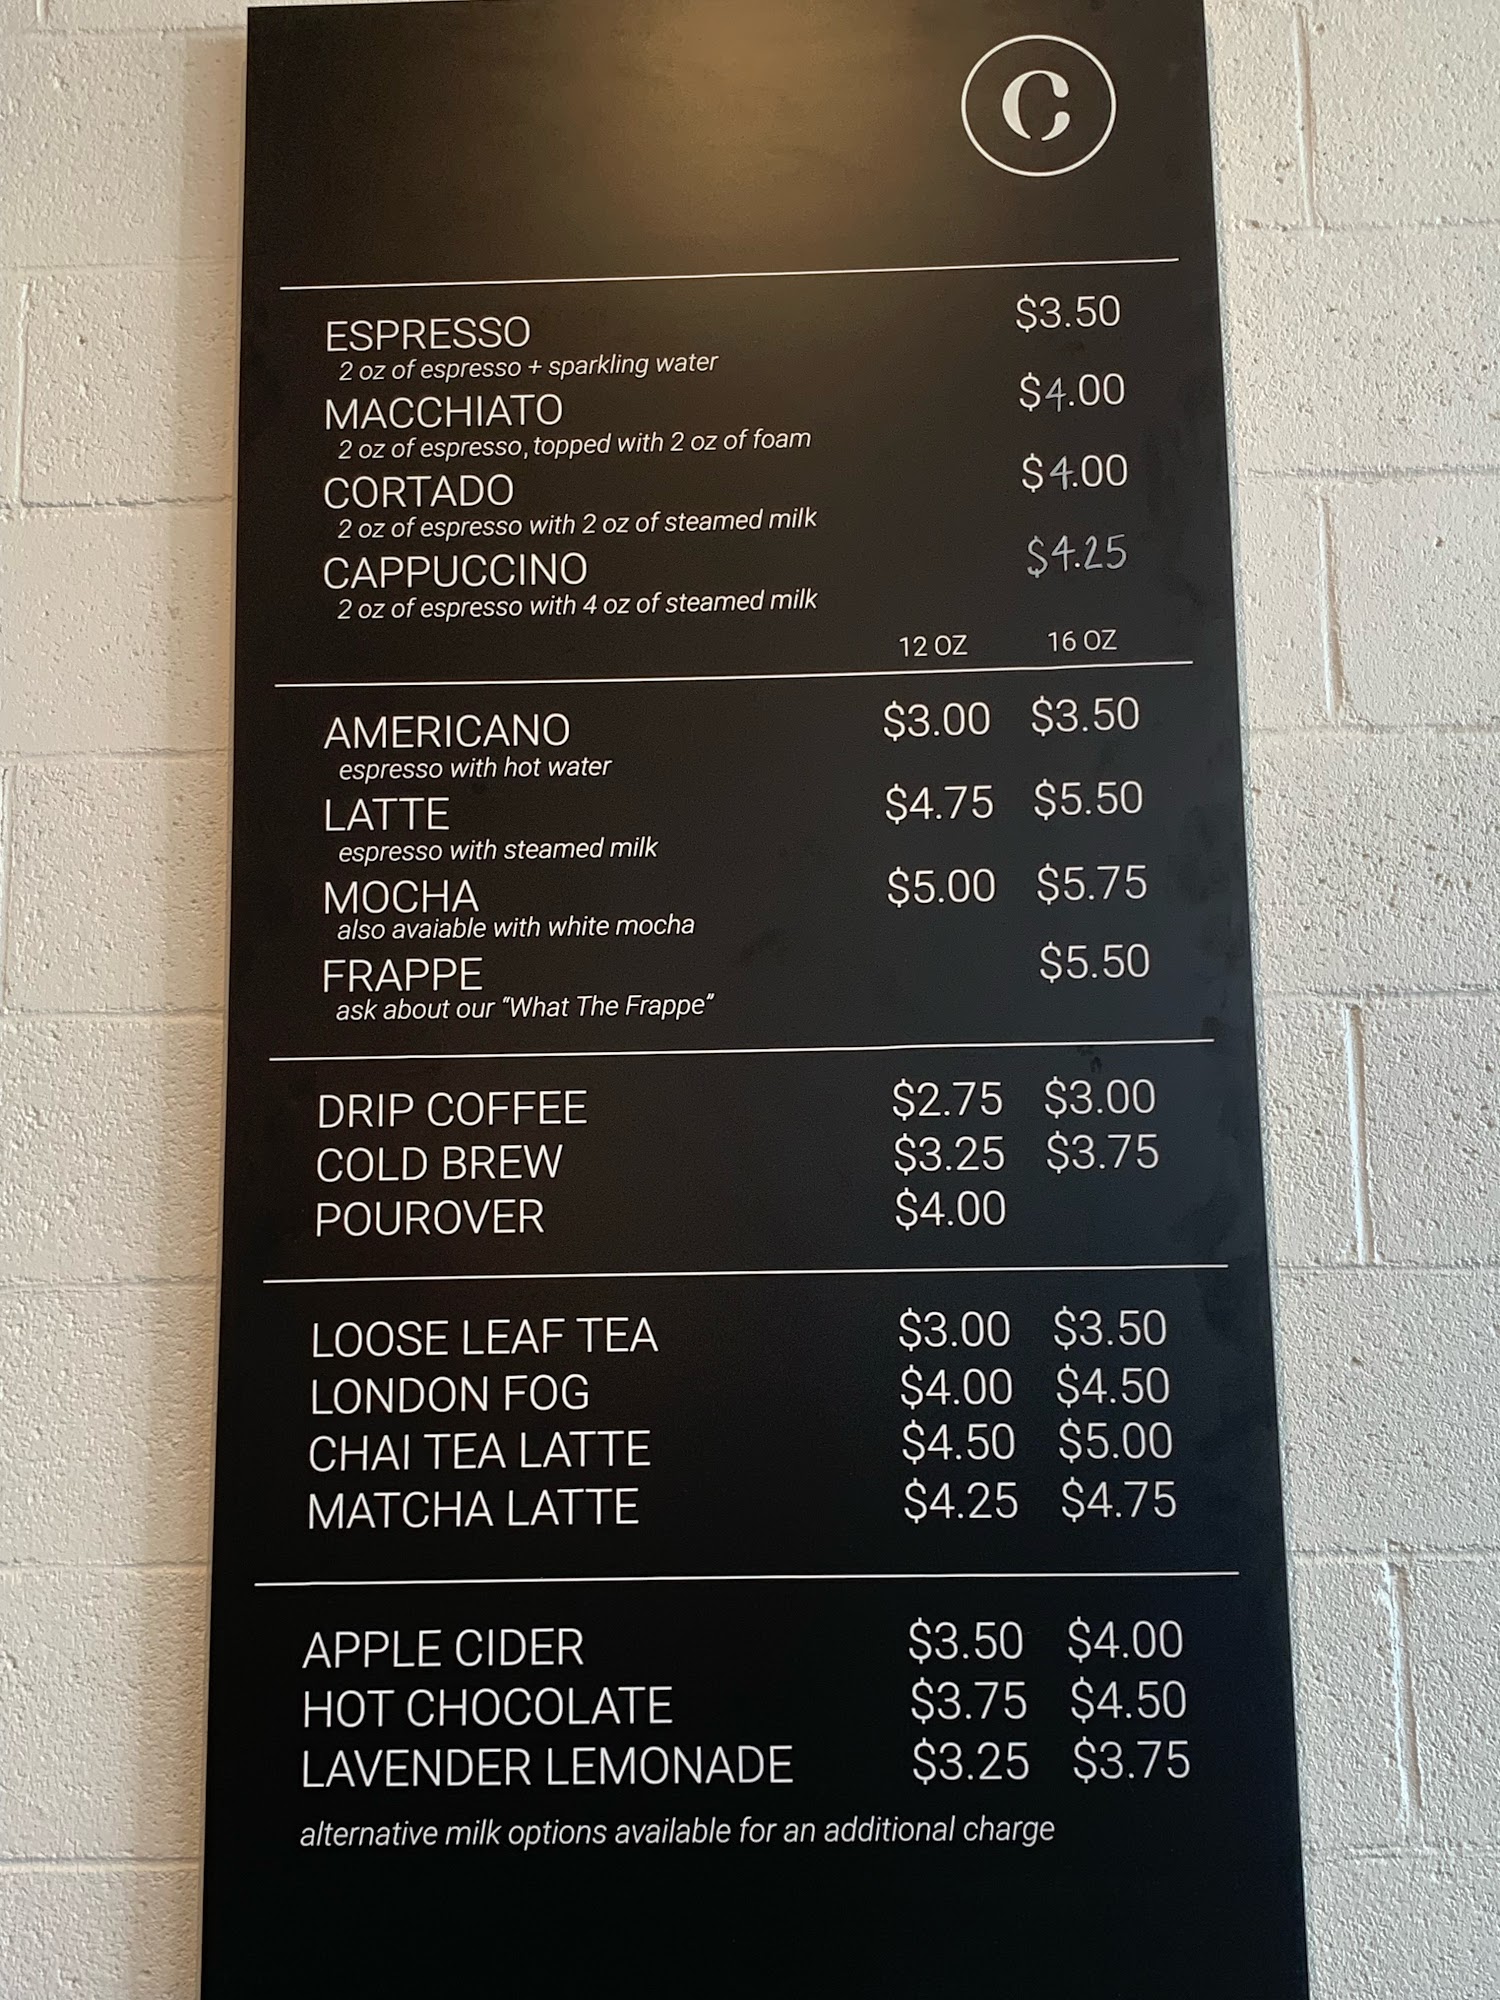 C
ESPRESSO $3.50
2 oz of espresso + sparkling water
MACCHIATO $4.00
2 oz of espresso, topped with 2 oz of foam
CORTADO $4.00
2 oz of espresso with 2 oz of steamed milk
CAPPUCCINO $4.25
2 oz of espresso with 4 oz of steamed milk
12 OZ 16 OZ
AMERICANO $3.00 $3.50
espresso with hot water
LATTE $4.75 $5.50
espresso with steamed milk
MOCHA $5.00 $5.75
also avaiable with white mocha
FRAPPE $5.50
ask about our “What The Frappe”
DRIP COFFEE $2.75 $3.00
COLD BREW $3.25 $3.75
POUROVER $4.00
LOOSE LEAF TEA $3.00 $3.50
LONDON FOG $4.00 $4.50
CHAI TEA LATTE $4.50 $5.00
MATCHA LATTE $4.25 $4.75
APPLE CIDER $3.50 $4.00
HOT CHOCOLATE $3.75 $4.50
LAVENDER LEMONADE $3.25 $3.75
alternative milk options available for an additional charge